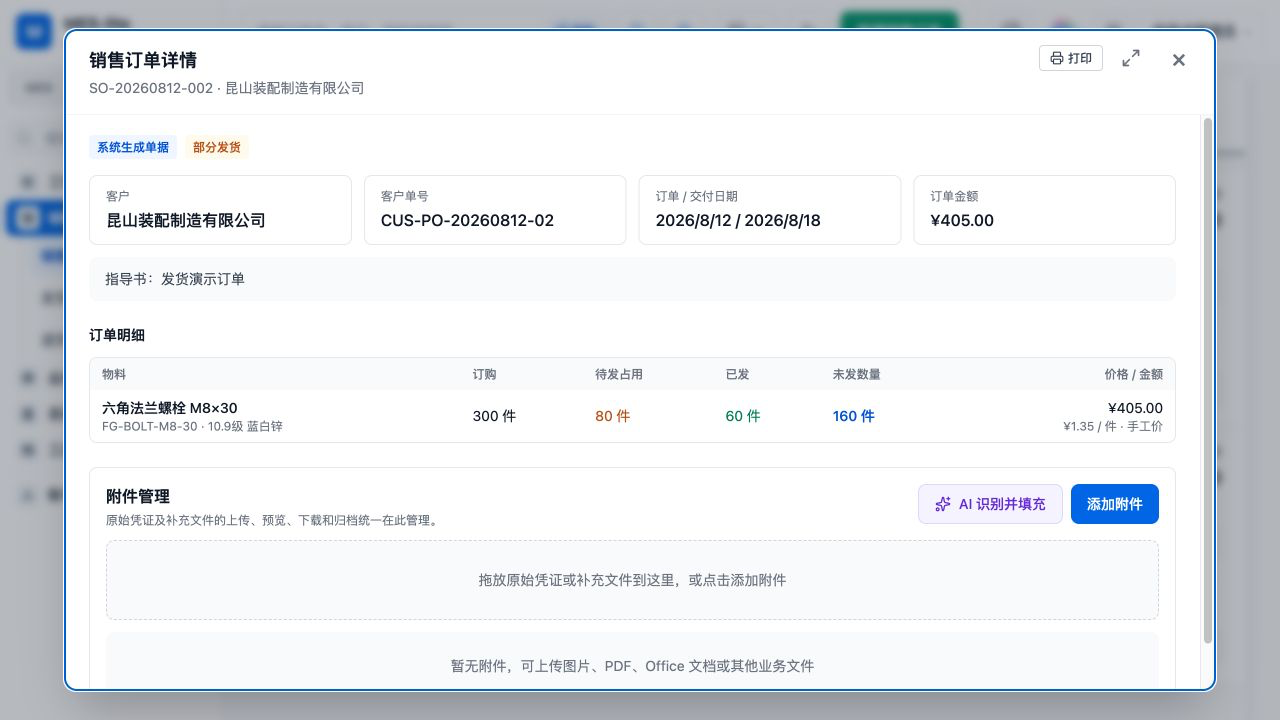 销售订单详情
打印
SO-20260812-002 · 昆山装配制造有限公司
系统生成单据 部分发货
客户 客户单号 订单 / 交付日期 订单金额
昆山装配制造有限公司 CUS-PO-20260812-02 2026/8/12 / 2026/8/18 ¥405.00
指导书：发货演示订单
订单明细
物料 订购 待发占用 已发 未发数量 价格 / 金额
六角法兰螺栓 M8×30 300 件 80 件 60 件 160 件 ¥405.00
FG-BOLT-M8-30 · 10.9级 蓝白锌 ¥1.35 / 件 · 手工价
附件管理
原始凭证及补充文件的上传、预览、下载和归档统一在此管理。
AI 识别并填充 添加附件
拖放原始凭证或补充文件到这里，或点击添加附件
暂无附件，可上传图片、PDF、Office 文档或其他业务文件